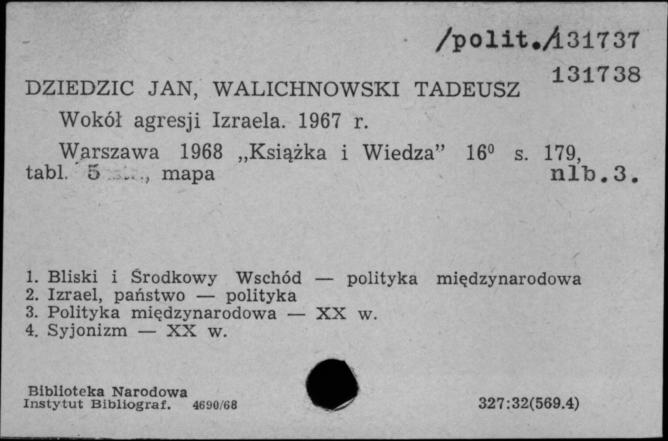 /polit./131737
131738
DZIEDZIC JAN, WALICHNOWSKI TADEUSZ
Wokół agresji Izraela. 1967 r.
Warszawa 1968 „Książka i Wiedza” 16⁰ s. 179,
tabl. 5 , mapa nlb.3.
1. Bliski i Środkowy Wschód — polityka międzynarodowa
2. Izrael, państwo — polityka
3. Polityka międzynarodowa — XX w.
4. Syjonizm — XX w.
Biblioteka Narodowa
Instytut Bibliograf. 4690/68 327:32(569.4)